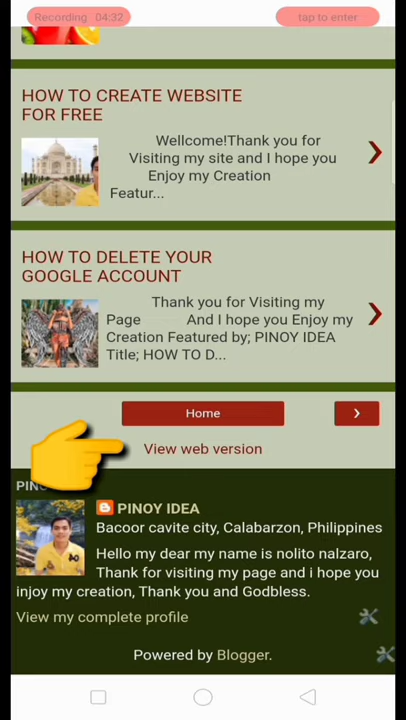 Recording 04:32
tap to enter
HOW TO CREATE WEBSITE
FOR FREE
Wellcome!Thank you for
Visiting my site and I hope you
Enjoy my Creation
Featur...
HOW TO DELETE YOUR
GOOGLE ACCOUNT
Thank you for Visiting my
Page And I hope you Enjoy my
Creation Featured by; PINOY IDEA
Title; HOW TO D...
Home
View web version
PIN
PINOY IDEA
Bacoor cavite city, Calabarzon, Philippines
Hello my dear my name is nolito nalzaro,
Thank for visiting my page and i hope you
injoy my creation, Thank you and Godbless.
View my complete profile
Powered by Blogger.